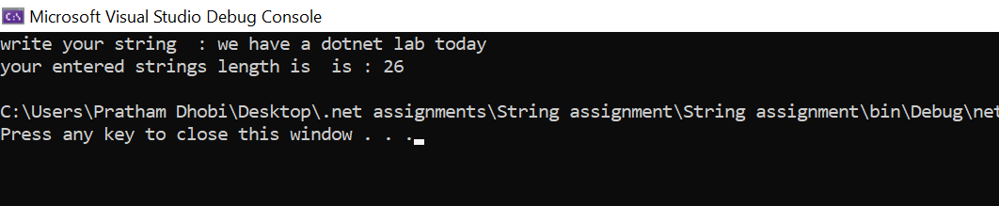 Microsoft Visual Studio Debug Console
write your string  : we have a dotnet lab today
your entered strings length is  is : 26
C:\Users\Pratham Dhobi\Desktop\.net assignments\String assignment\String assignment\bin\Debug\net
Press any key to close this window . . .